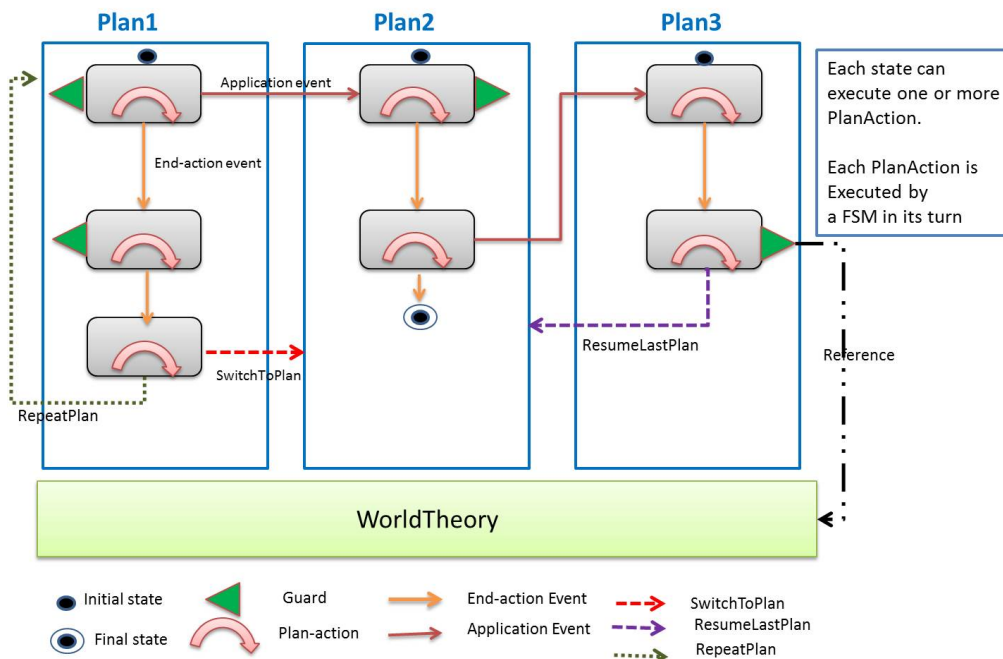 Plan1
Plan2
Plan3
Application event
End-action event
Each state can
execute one or more
PlanAction.
Each PlanAction is
Executed by
a FSM in its turn
SwitchToPlan
ResumeLastPlan
Reference
RepeatPlan
WorldTheory
Initial state
Guard
End-action Event
SwitchToPlan
Final state
Plan-action
Application Event
ResumeLastPlan
RepeatPlan